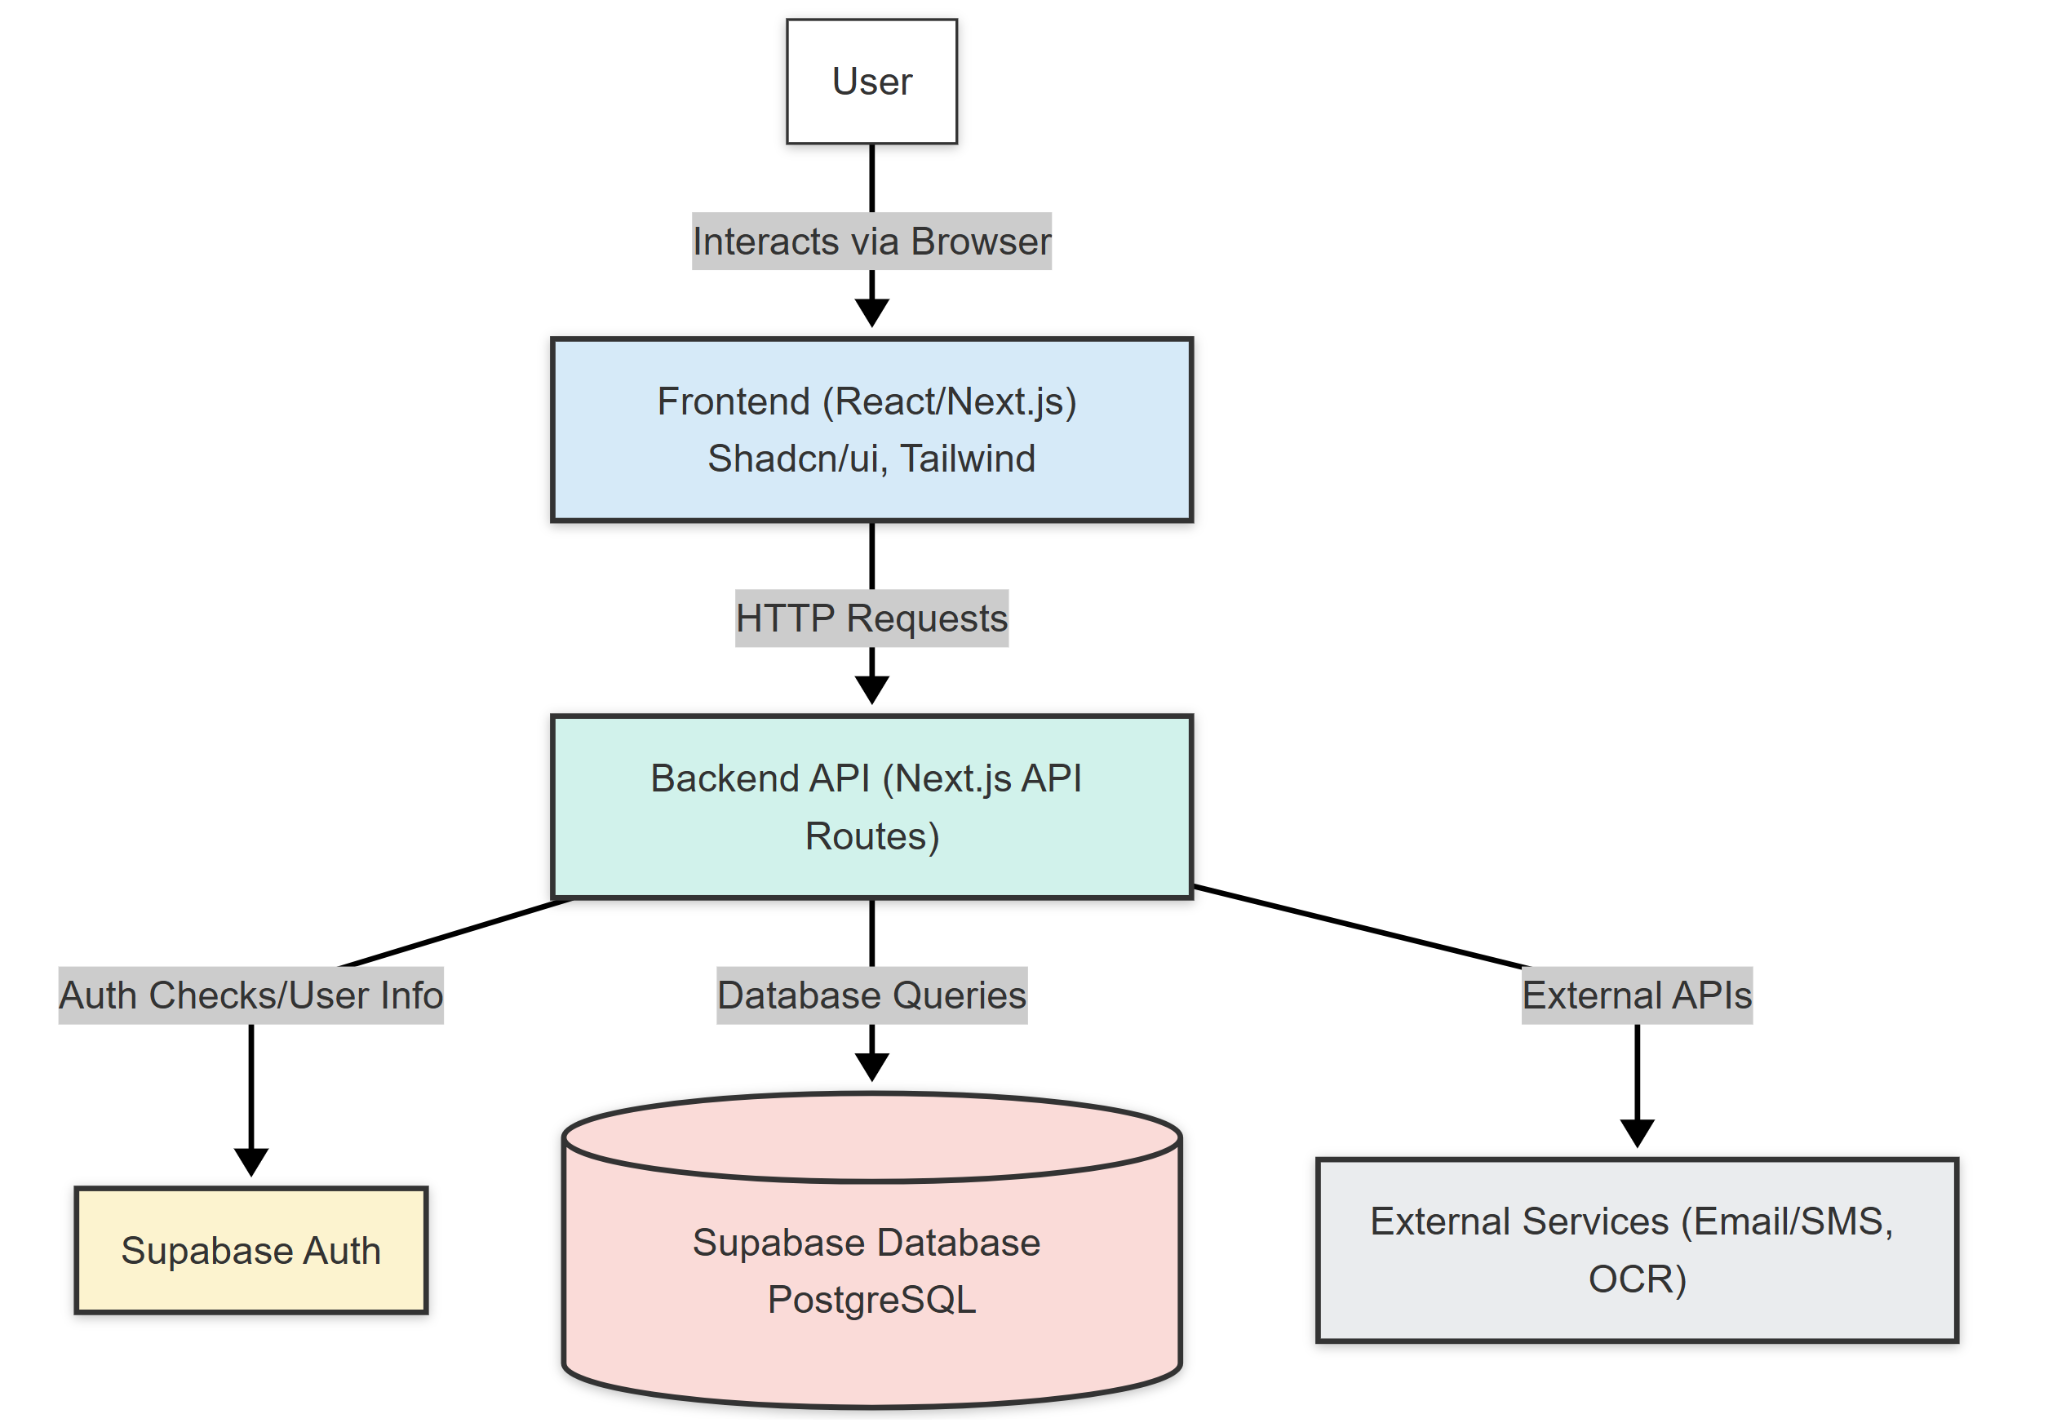 User
Interacts via Browser
Frontend (React/Next.js)
Shadcn/ui, Tailwind
HTTP Requests
Backend API (Next.js API
Routes)
Auth Checks/User Info
Database Queries
External APIs
Supabase Auth
Supabase Database
PostgreSQL
External Services (Email/SMS,
OCR)